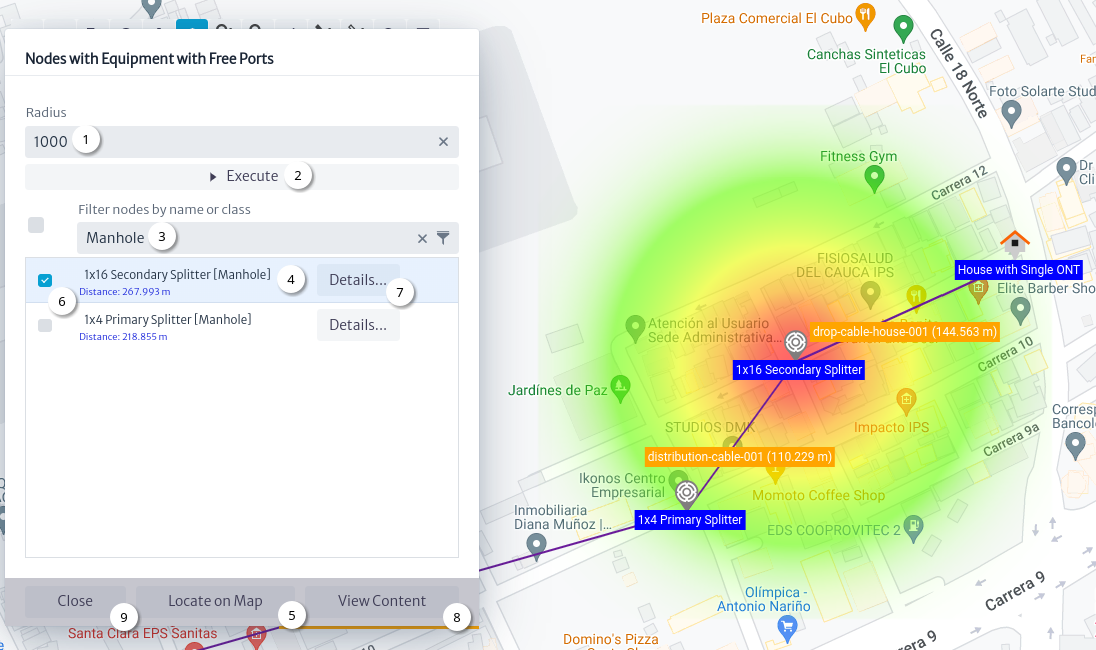 Nodes with Equipment with Free Ports
Radius
1000
1
Execute
2
Filter nodes by name or class
Manhole
3
1x16 Secondary Splitter [Manhole]
Distance: 267.993 m
4
Details...
7
6
1x4 Primary Splitter [Manhole]
Distance: 218.855 m
Details...
Close
9
Locate on Map
5
View Content
8
Santa Clara EPS Sanitas
Plaza Comercial El Cubo
Canchas Sinteticas
El Cubo
Calle 18 Norte
Foto Solarte Stud
Fitness Gym
Carrera 12
Dr
Cli
FISIOSALUD
DEL CAUCA IPS
House with Single ONT
Elite Barber Sho
Atención al Usuario
Sede Administrativa...
drop-cable-house-001 (144.563 m)
1x16 Secondary Splitter
Carrera 10
Jardínes de Paz
STUDIOS DMK
Impacto IPS
Corresp
Bancol
Carrera 9a
distribution-cable-001 (110.229 m)
Ikonos Centro
Empresarial
Momoto Coffee Shop
Inmobiliaria
Diana Muñoz |...
1x4 Primary Splitter
EDS COOPROVITEC 2
Olímpica -
Antonio Nariño
Carrera 9
Domino's Pizza
rera 9